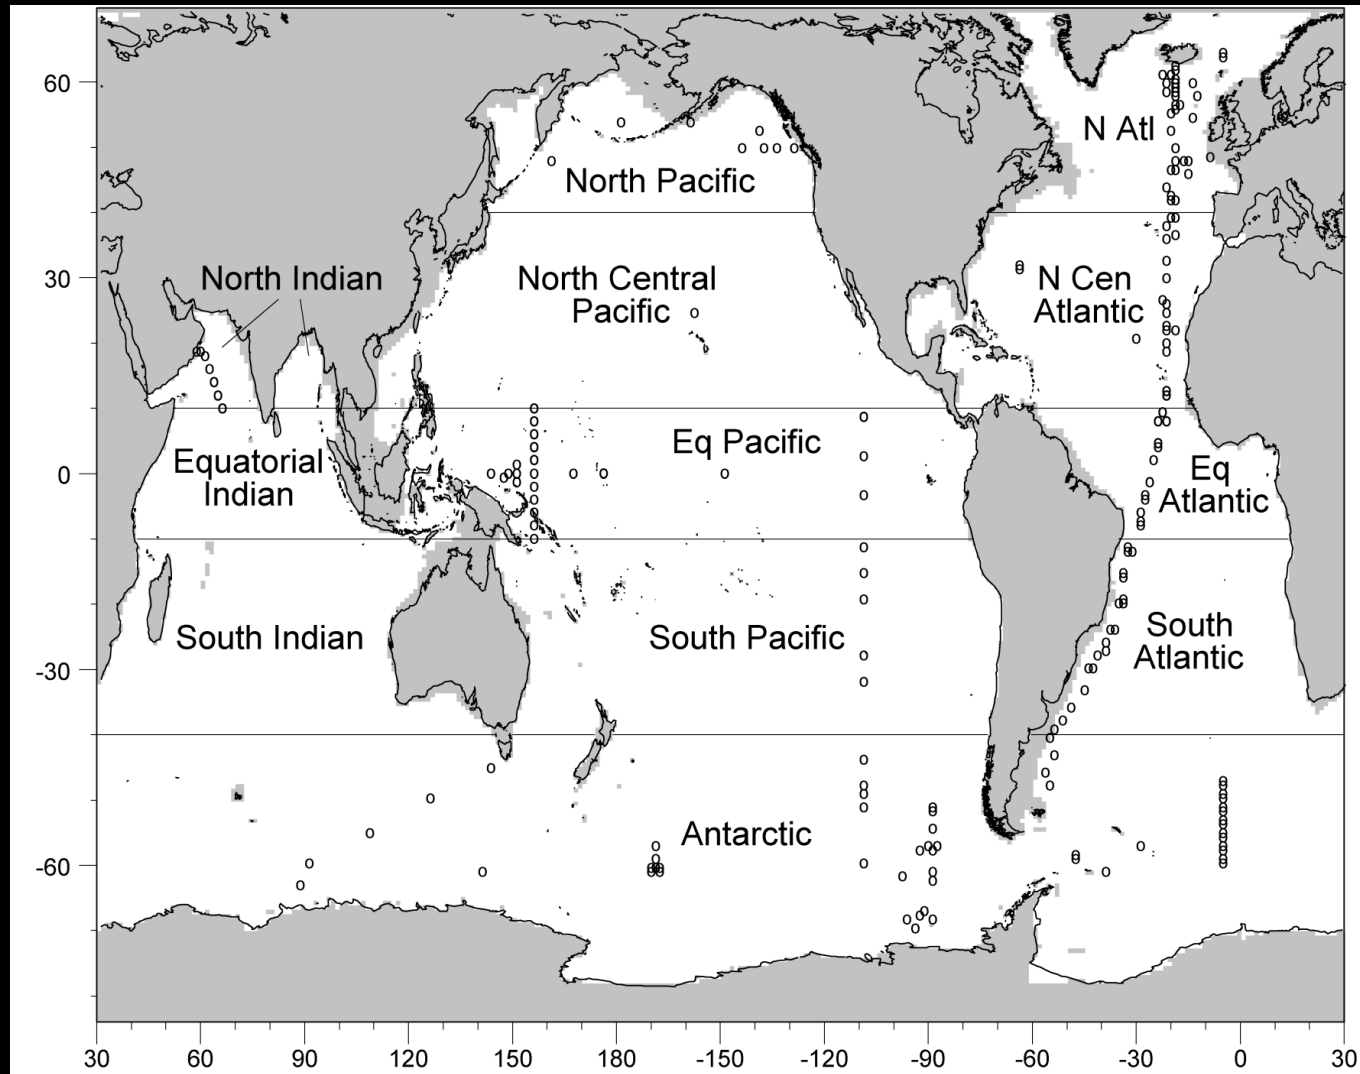 60
N Atl
North Pacific
30
North Indian
North Central
Pacific
N Cen
Atlantic
0
Equatorial
Indian
Eq Pacific
Eq
Atlantic
-30
South Indian
South Pacific
South
Atlantic
-60
Antarctic
30 60 90 120 150 180 -150 -120 -90 -60 -30 0 30